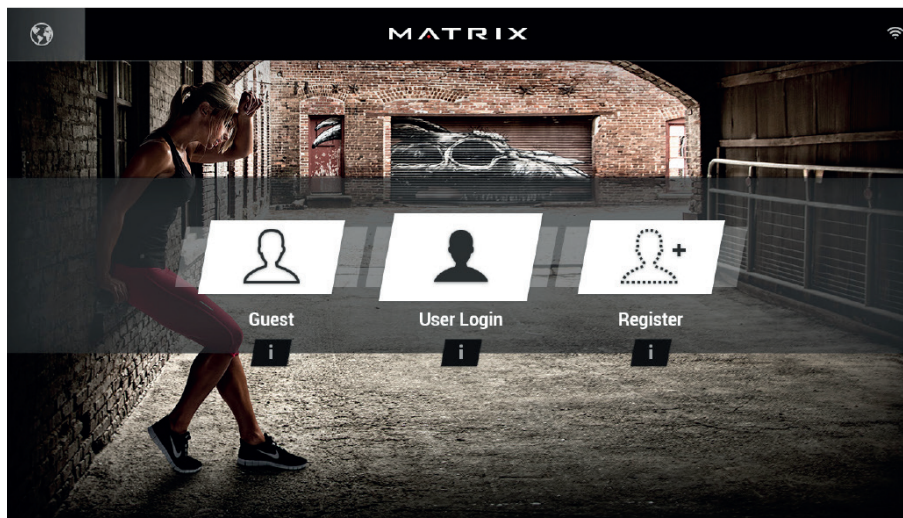 MATRIX
Guest
User Login
Register
i
i
i